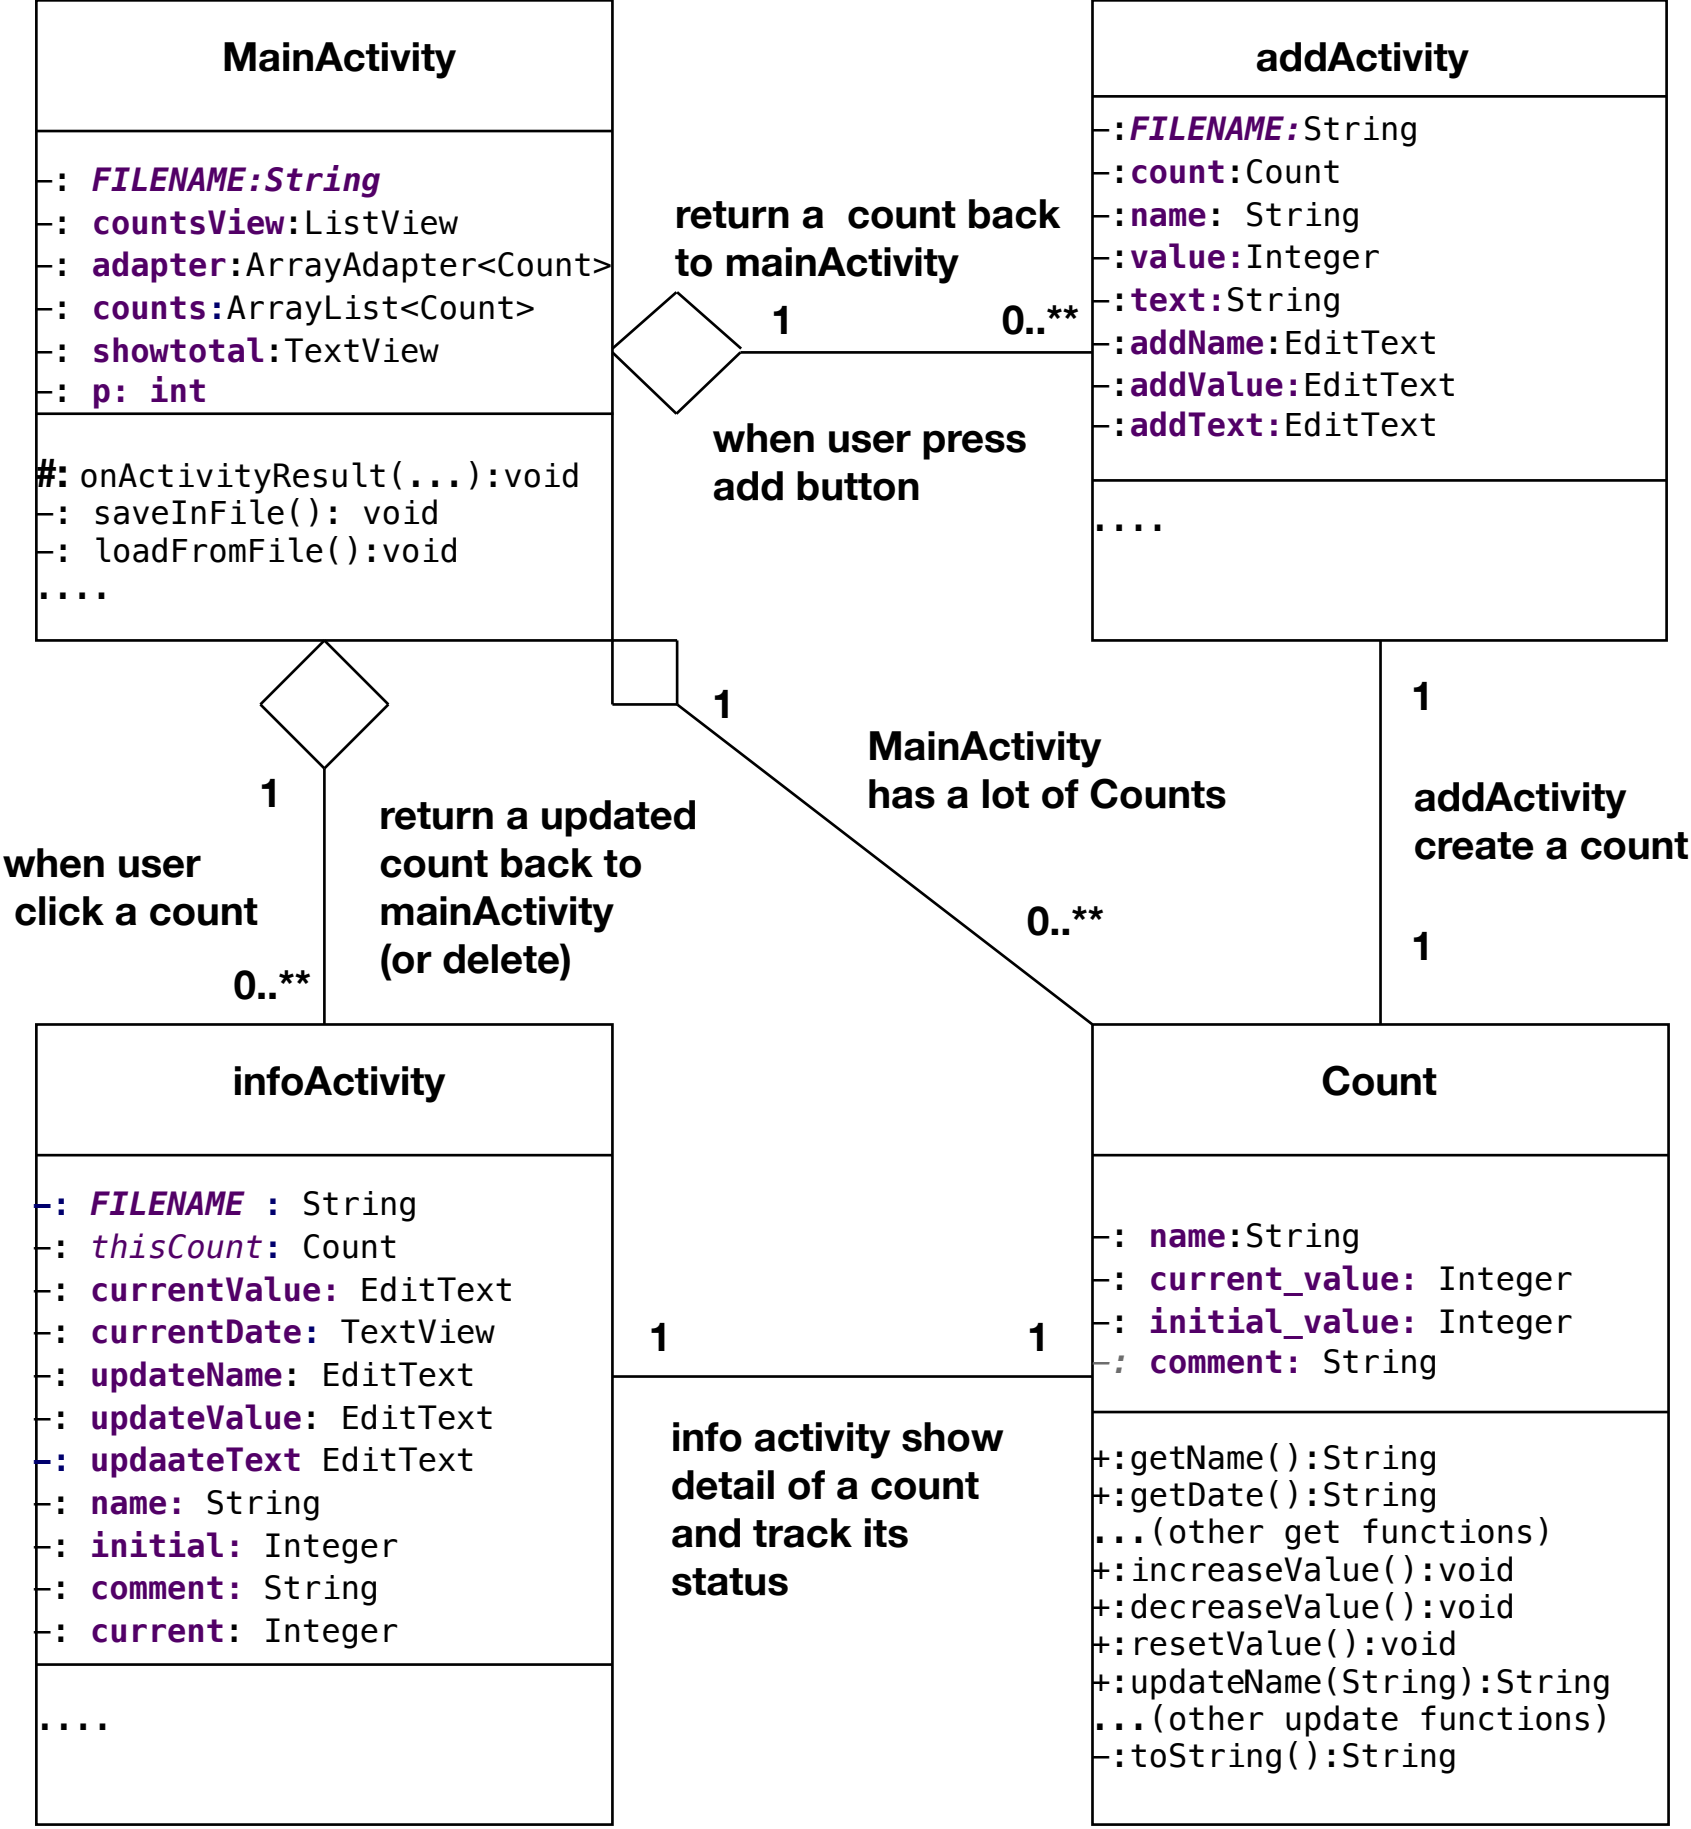 MainActivity
–: FILENAME:String
–: countsView:ListView
–: adapter:ArrayAdapter<Count>
–: counts:ArrayList<Count>
–: showtotal:TextView
–: p: int
#: onActivityResult(...):void
–: saveInFile(): void
–: loadFromFile():void
....
return a  count back
to mainActivity
1
0..**
when user press
add button
addActivity
–:FILENAME:String
–:count:Count
–:name: String
–:value:Integer
–:text:String
–:addName:EditText
–:addValue:EditText
–:addText:EditText
....
1
when user
click a count
0..**
return a updated
count back to
mainActivity
(or delete)
1
MainActivity
has a lot of Counts
0..**
1
addActivity
create a count
1
infoActivity
–: FILENAME : String
–: thisCount: Count
–: currentValue: EditText
–: currentDate: TextView
–: updateName: EditText
–: updateValue: EditText
–: updaateText EditText
–: name: String
–: initial: Integer
–: comment: String
–: current: Integer
....
1
1
info activity show
detail of a count
and track its
status
Count
–: name:String
–: current_value: Integer
–: initial_value: Integer
–: comment: String
+:getName():String
+:getDate():String
...(other get functions)
+:increaseValue():void
+:decreaseValue():void
+:resetValue():void
+:updateName(String):String
...(other update functions)
–:toString():String